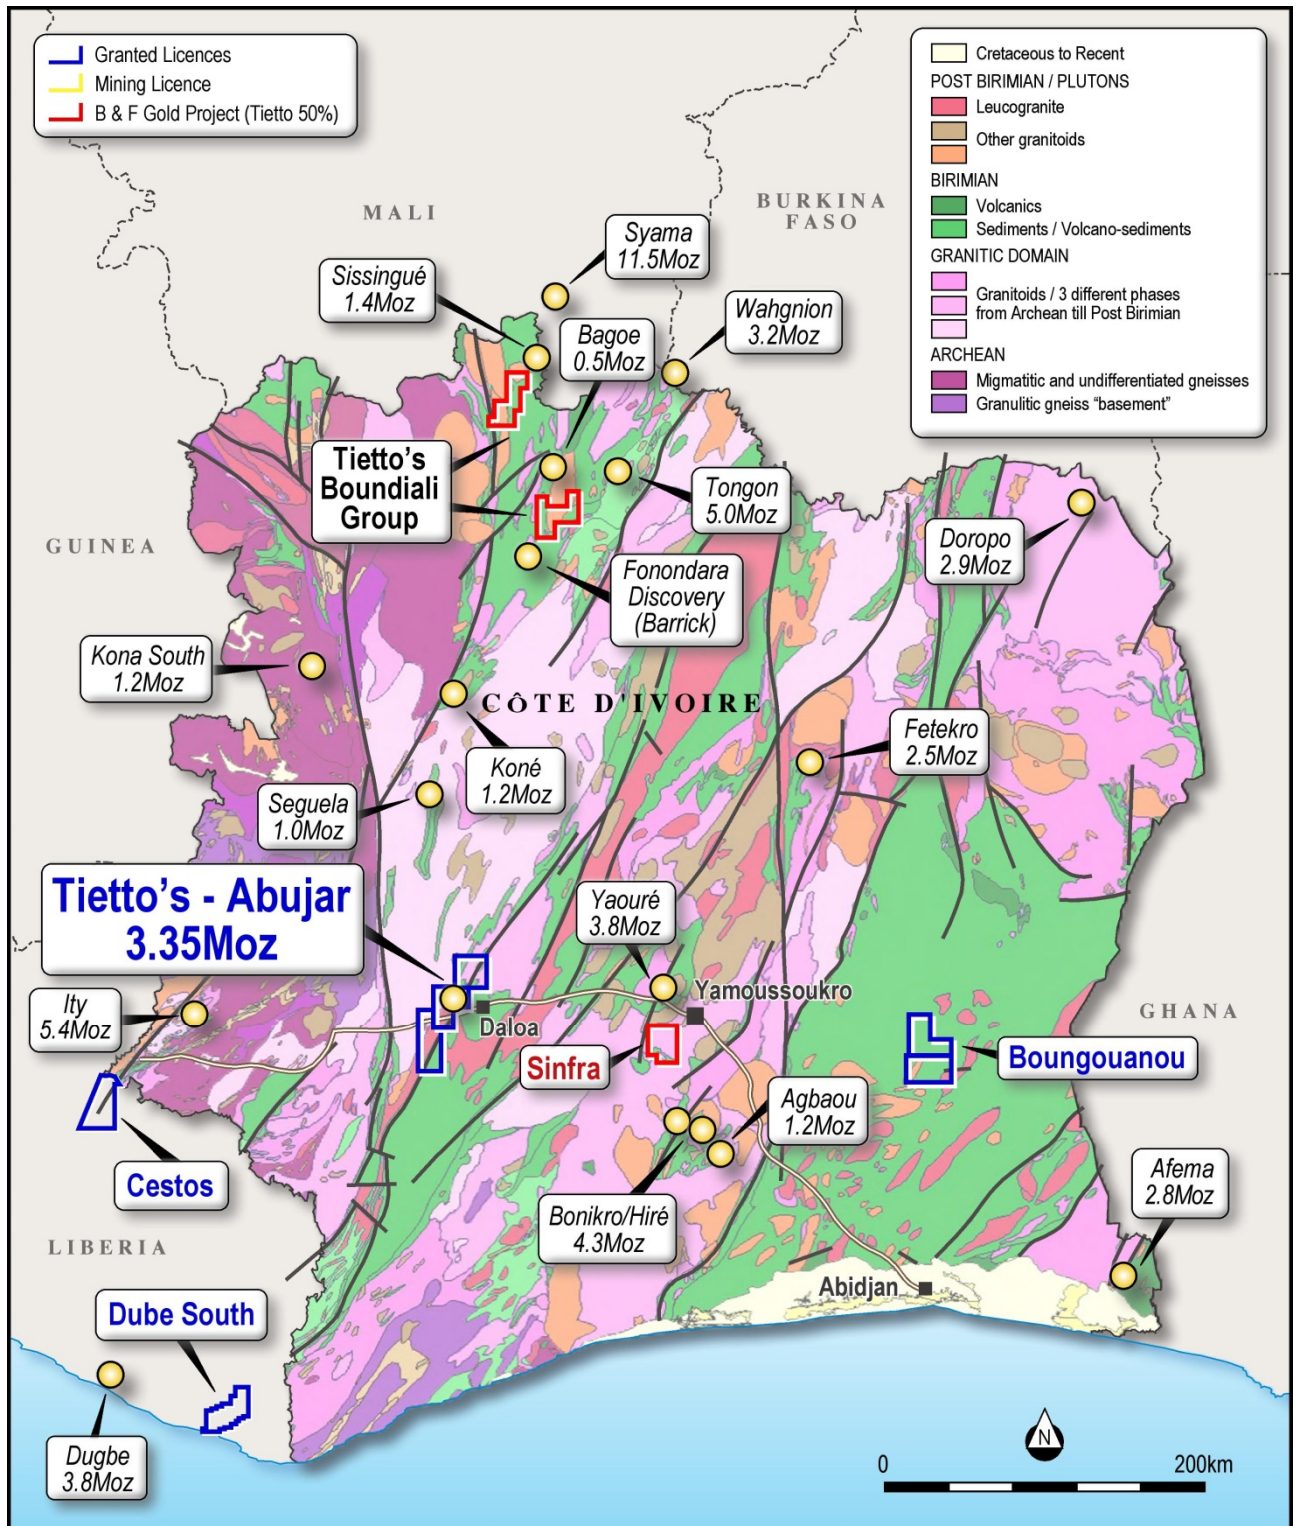 Granted Licences
Mining Licence
B & F Gold Project (Tietto 50%)
Cretaceous to Recent
POST BIRIMIAN / PLUTONS
Leucogranite
Other granitoids
BIRIMIAN
Volcanics
Sediments / Volcano-sediments
GRANITIC DOMAIN
Granitoids / 3 different phases
from Archean till Post Birimian
ARCHEAN
Migmatitic and undifferentiated gneisses
Granulitic gneiss “basement”
MALI
BURKINA
FASO
Syama
11.5Moz
Sissingué
1.4Moz
Wahgnion
3.2Moz
Bagoe
0.5Moz
Tietto's
Boundiali
Group
Tongon
5.0Moz
GUINEA
Doropo
2.9Moz
Fonondara
Discovery
(Barrick)
Kona South
1.2Moz
CÔTE D'IVOIRE
Fetekro
2.5Moz
Koné
1.2Moz
Seguela
1.0Moz
Tietto's - Abujar
3.35Moz
Yaouré
3.8Moz
Yamoussoukro
Ity
5.4Moz
Daloa
GHANA
Sinfra
Boungouanou
Agbaou
1.2Moz
Cestos
Afema
2.8Moz
Bonikro/Hiré
4.3Moz
LIBERIA
Abidjan
Dube South
Dugbe
3.8Moz
N
0
200km